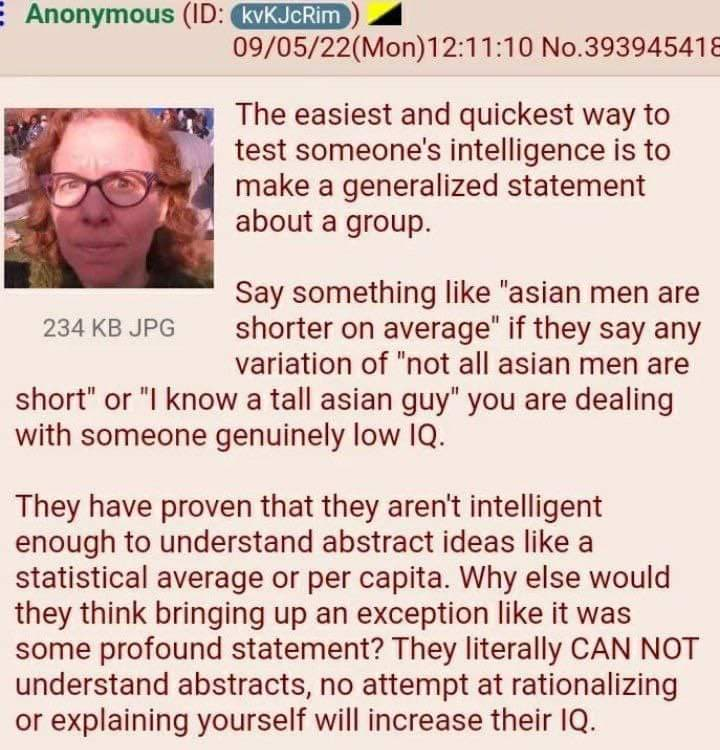 Anonymous (ID: kvKJcRim)
09/05/22(Mon)12:11:10 No.393945418
The easiest and quickest way to
test someone's intelligence is to
make a generalized statement
about a group.
Say something like "asian men are
234 KB JPG
shorter on average" if they say any
variation of "not all asian men are
short" or "I know a tall asian guy" you are dealing
with someone genuinely low IQ.
They have proven that they aren't intelligent
enough to understand abstract ideas like a
statistical average or per capita. Why else would
they think bringing up an exception like it was
some profound statement? They literally CAN NOT
understand abstracts, no attempt at rationalizing
or explaining yourself will increase their IQ.